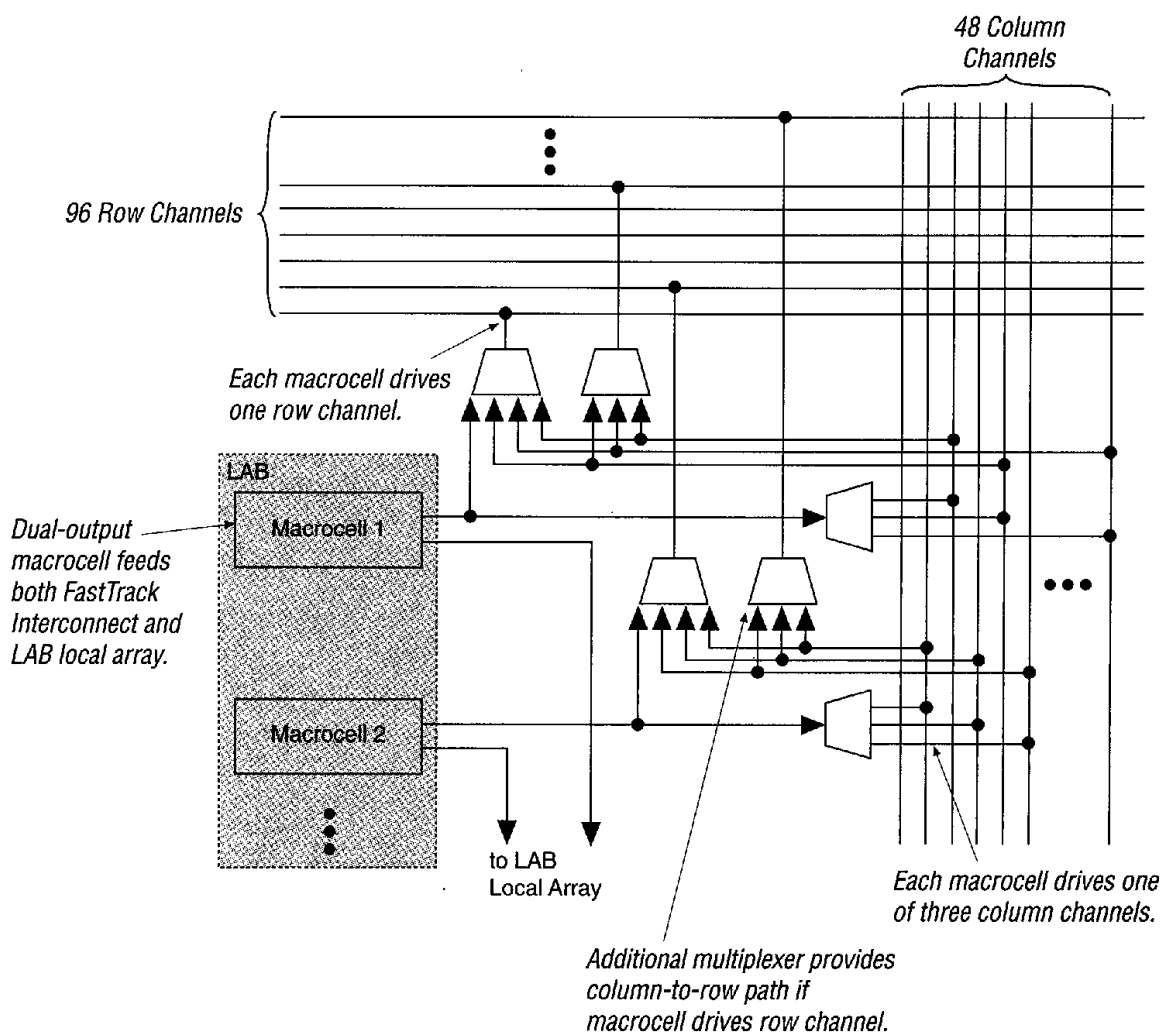 48 Column
Channels
96 Row Channels
Each macrocell drives
one row channel.
LAB
Macrocell 1
Dual-output
macrocell feeds
both FastTrack
Interconnect and
LAB local array.
Macrocell 2
to LAB
Local Array
Each macrocell drives one
of three column channels.
Additional multiplexer provides
column-to-row path if
macrocell drives row channel.